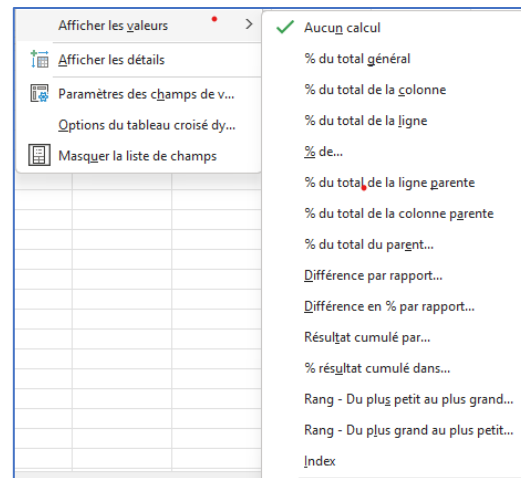 Afficher les valeurs
Afficher les détails
Paramètres des champs de v...
Options du tableau croisé dy...
Masquer la liste de champs
Aucun calcul
% du total général
% du total de la colonne
% du total de la ligne
% de...
% du total de la ligne parente
% du total de la colonne parente
% du total du parent...
Différence par rapport...
Différence en % par rapport...
Résultat cumulé par...
% résultat cumulé dans...
Rang - Du plus petit au plus grand...
Rang - Du plus grand au plus petit...
Index